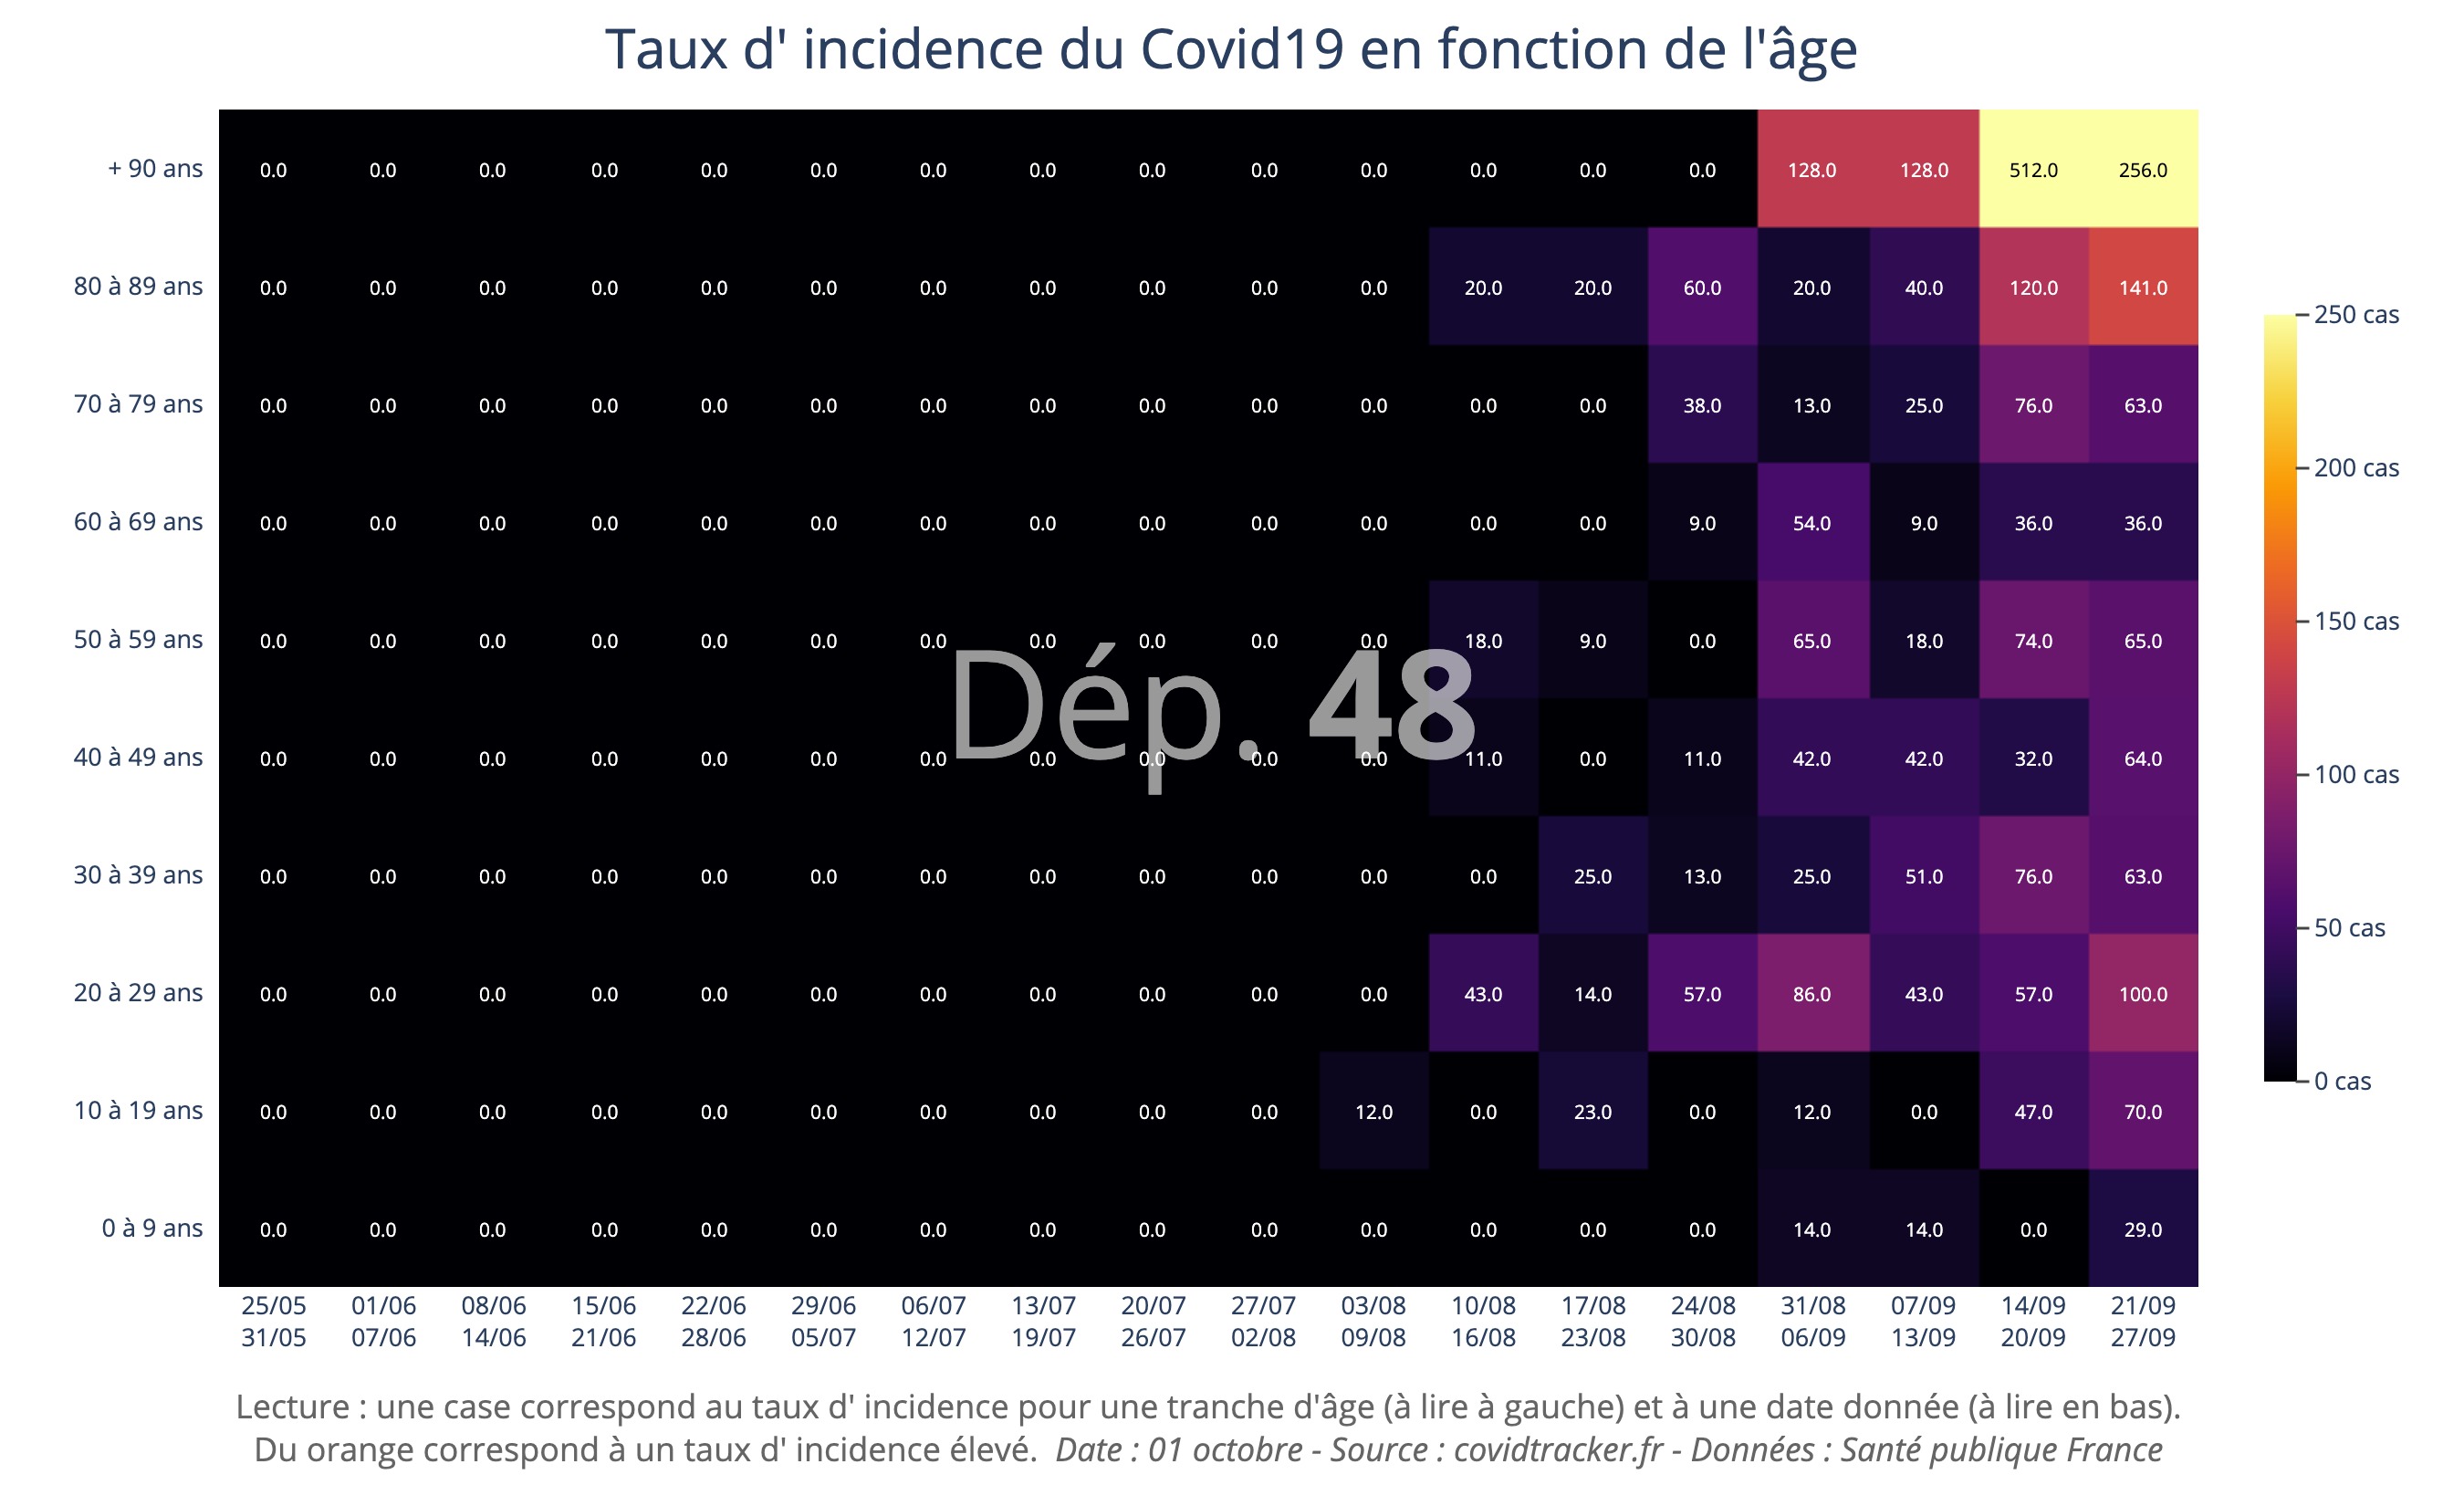 Taux d' incidence du Covid19 en fonction de l'âge
+ 90 ans 0.0 0.0 0.0 0.0 0.0 0.0 0.0 0.0 0.0 0.0 0.0 0.0 0.0 0.0 128.0 128.0 512.0 256.0
80 à 89 ans 0.0 0.0 0.0 0.0 0.0 0.0 0.0 0.0 0.0 0.0 0.0 20.0 20.0 60.0 20.0 40.0 120.0 141.0
250 cas
70 à 79 ans 0.0 0.0 0.0 0.0 0.0 0.0 0.0 0.0 0.0 0.0 0.0 0.0 0.0 38.0 13.0 25.0 76.0 63.0
200 cas
60 à 69 ans 0.0 0.0 0.0 0.0 0.0 0.0 0.0 0.0 0.0 0.0 0.0 0.0 0.0 9.0 54.0 9.0 36.0 36.0
150 cas
50 à 59 ans 0.0 0.0 0.0 0.0 0.0 0.0 0.0 0.0 0.0 0.0 0.0 18.0 9.0 0.0 65.0 18.0 74.0 65.0
Dép. 48
40 à 49 ans 0.0 0.0 0.0 0.0 0.0 0.0 0.0 0.0 0.0 0.0 0.0 11.0 0.0 11.0 42.0 42.0 32.0 64.0
100 cas
30 à 39 ans 0.0 0.0 0.0 0.0 0.0 0.0 0.0 0.0 0.0 0.0 0.0 0.0 25.0 13.0 25.0 51.0 76.0 63.0
50 cas
20 à 29 ans 0.0 0.0 0.0 0.0 0.0 0.0 0.0 0.0 0.0 0.0 0.0 43.0 14.0 57.0 86.0 43.0 57.0 100.0
0 cas
10 à 19 ans 0.0 0.0 0.0 0.0 0.0 0.0 0.0 0.0 0.0 0.0 12.0 0.0 23.0 0.0 12.0 0.0 47.0 70.0
0 à 9 ans 0.0 0.0 0.0 0.0 0.0 0.0 0.0 0.0 0.0 0.0 0.0 0.0 0.0 0.0 14.0 14.0 0.0 29.0
25/05 01/06 08/06 15/06 22/06 29/06 06/07 13/07 20/07 27/07 03/08 10/08 17/08 24/08 31/08 07/09 14/09 21/09
31/05 07/06 14/06 21/06 28/06 05/07 12/07 19/07 26/07 02/08 09/08 16/08 23/08 30/08 06/09 13/09 20/09 27/09
Lecture : une case correspond au taux d' incidence pour une tranche d'âge (à lire à gauche) et à une date donnée (à lire en bas).
Du orange correspond à un taux d' incidence élevé. Date : 01 octobre - Source : covidtracker.fr - Données : Santé publique France